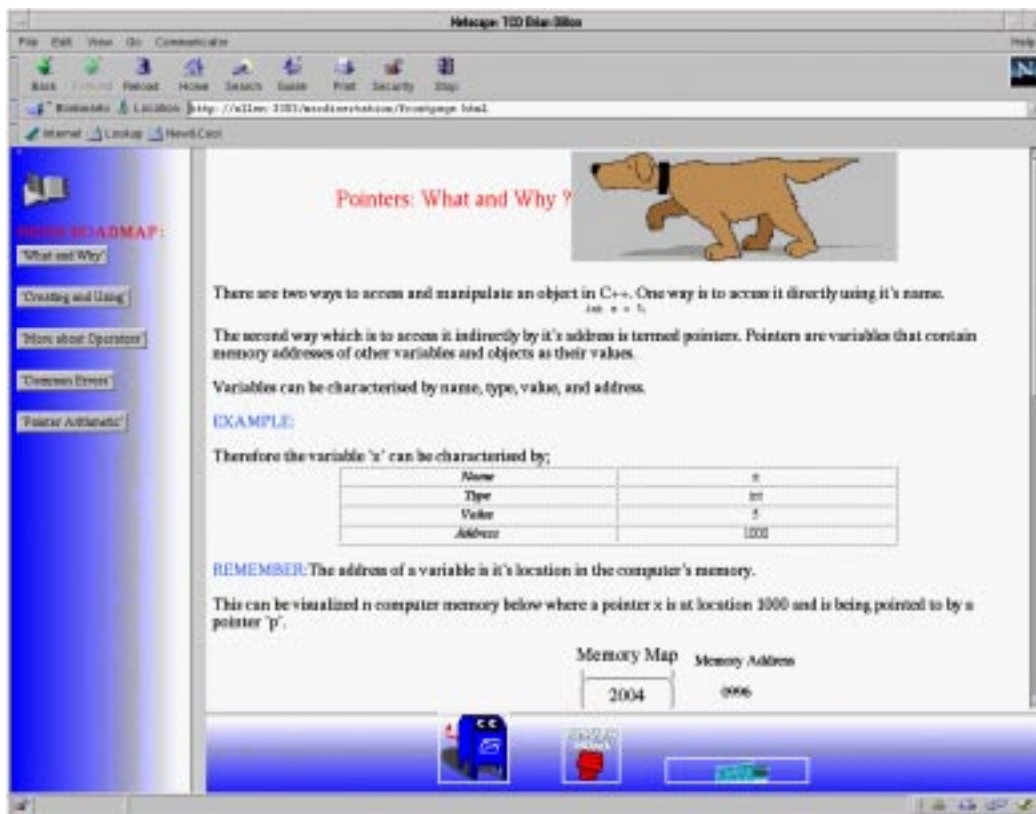 Netscape: TCD Brian Dillon
File Edit View Go Communicator
Help
Back Forward Reload Home Search Guide Print Security Stop
N
Bookmarks Location:
Internet Lookup New&Cool
Pointers: What and Why ?
ROADMAP:
'What and Why'
'Creating and Using'
'More about Operators'
'Common Errors'
'Pointer Arithmetic'
There are two ways to access and manipulate an object in C++. One way is to access it directly using it's name.
The second way which is to access it indirectly by it's address is termed pointers. Pointers are variables that contain
memory addresses of other variables and objects as their values.
Variables can be characterised by name, type, value, and address.
EXAMPLE:
Therefore the variable 'x' can be characterised by;
Name x
Type int
Value 5
Address 1000
REMEMBER:The address of a variable is it's location in the computer's memory.
This can be visualized n computer memory below where a pointer x is at location 1000 and is being pointed to by a
pointer 'p'.
Memory Map Memory Address
2004 0996